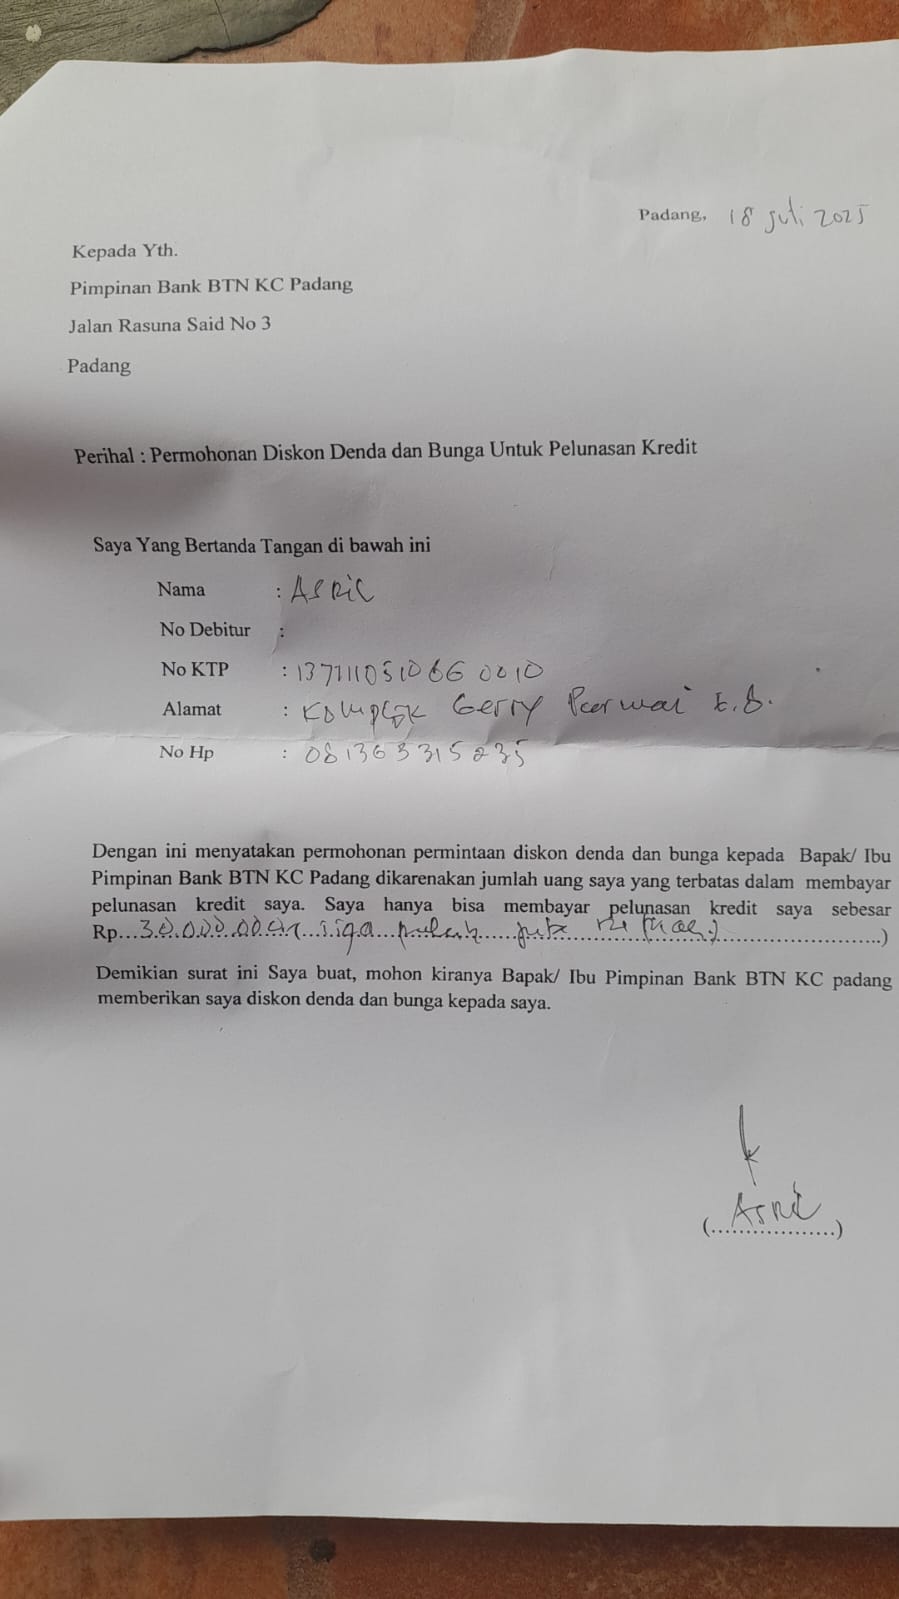 Padang, 18 Juli 2025
Kepada Yth.
Pimpinan Bank BTN KC Padang
Jalan Rasuna Said No 3
Padang
Perihal : Permohonan Diskon Denda dan Bunga Untuk Pelunasan Kredit
Saya Yang Bertanda Tangan di bawah ini
Nama : Asril
No Debitur :
No KTP : 1371110510660010
Alamat : Komplek Gerry Permai
No Hp : 081363315235
Dengan ini menyatakan permohonan permintaan diskon denda dan bunga kepada Bapak/ Ibu
Pimpinan Bank BTN KC Padang dikarenakan jumlah uang saya yang terbatas dalam membayar
pelunasan kredit saya. Saya hanya bisa membayar pelunasan kredit saya sebesar
Rp...30.000.000 tiga puluh juta .....)
Demikian surat ini Saya buat, mohon kiranya Bapak/ Ibu Pimpinan Bank BTN KC padang
memberikan saya diskon denda dan bunga kepada saya.
(Asril)